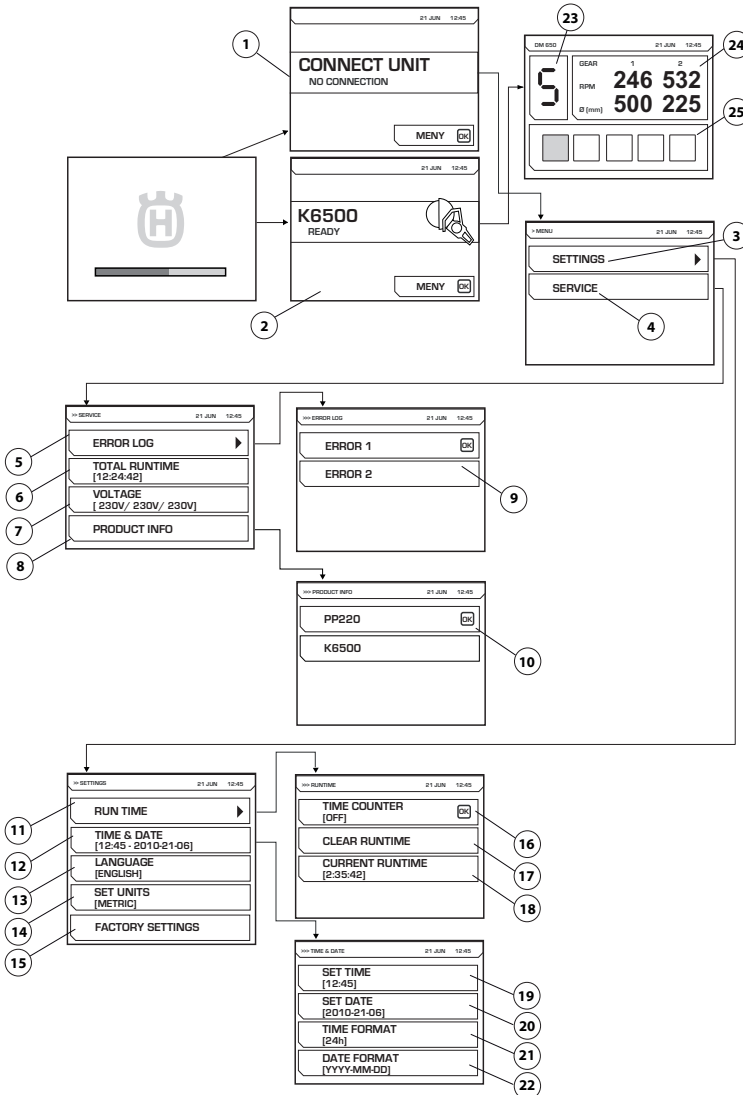 21 JUN 12:45
CONNECT UNIT
NO CONNECTION
MENY OK
1
21 JUN 12:45
K6500
READY
MENY OK
2
H
23
DM 650 21 JUN 12:45
24
5
GEAR 1 2
RPM 246 532
Ø [mm] 500 225
25
> MENU 21 JUN 12:45
SETTINGS
3
SERVICE
4
>> SERVICE 21 JUN 12:45
5
ERROR LOG
6
TOTAL RUNTIME
[12:24:42]
7
VOLTAGE
[ 230V/ 230V/ 230V]
8
PRODUCT INFO
>>> ERROR LOG 21 JUN 12:45
ERROR 1 OK
ERROR 2
9
>>> PRODUCT INFO 21 JUN 12:45
PP220 OK
10
K6500
>> SETTINGS 21 JUN 12:45
11
RUN TIME
12
TIME & DATE
[12:45 - 2010-21-06]
13
LANGUAGE
[ENGLISH]
14
SET UNITS
[METRIC]
15
FACTORY SETTINGS
>>> RUNTIME 21 JUN 12:45
TIME COUNTER
[OFF] OK
16
CLEAR RUNTIME
17
CURRENT RUNTIME
[2:35:42]
18
>>> TIME & DATE 21 JUN 12:45
SET TIME
[12:45]
19
SET DATE
[2010-21-06]
20
TIME FORMAT
[24h]
21
DATE FORMAT
[YYYY-MM-DD]
22